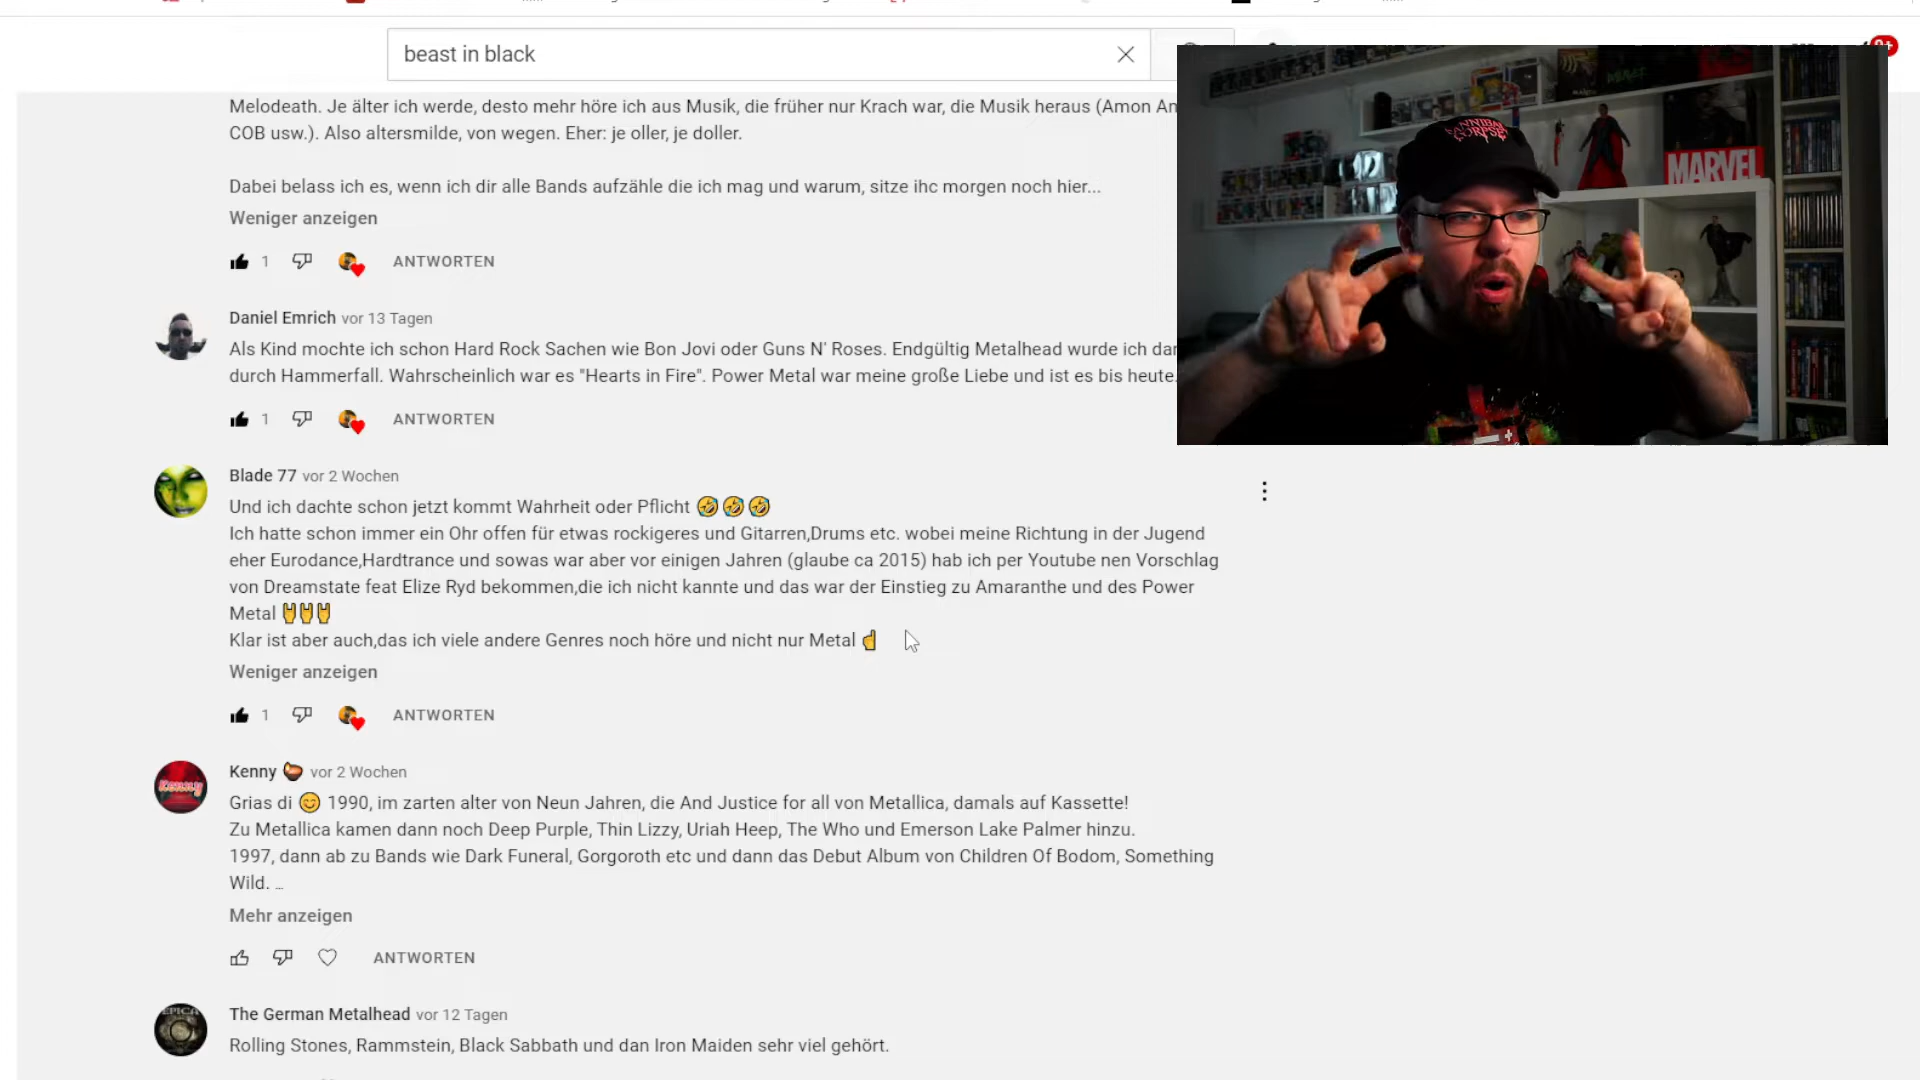 beast in black
9+
Melodeath. Je älter ich werde, desto mehr höre ich aus Musik, die früher nur Krach war, die Musik heraus (Amon
COB usw.). Also altersmilde, von wegen. Eher: je oller, je doller.
Dabei belass ich es, wenn ich dir alle Bands aufzähle die ich mag und warum, sitze ihc morgen noch hier...
Weniger anzeigen
1 ANTWORTEN
CANNIBAL
CORPSE
MARVEL
Daniel Emrich vor 13 Tagen
Als Kind mochte ich schon Hard Rock Sachen wie Bon Jovi oder Guns N' Roses. Endgültig Metalhead wurde ich
durch Hammerfall. Wahrscheinlich war es "Hearts in Fire". Power Metal war meine große Liebe und ist es bis heute.
1 ANTWORTEN
Blade 77 vor 2 Wochen
Und ich dachte schon jetzt kommt Wahrheit oder Pflicht 🤣🤣🤣
Ich hatte schon immer ein Ohr offen für etwas rockigeres und Gitarren,Drums etc. wobei meine Richtung in der Jugend
eher Eurodance,Hardtrance und sowas war aber vor einigen Jahren (glaube ca 2015) hab ich per Youtube nen Vorschlag
von Dreamstate feat Elize Ryd bekommen,die ich nicht kannte und das war der Einstieg zu Amaranthe und des Power
Metal 🤘🤘🤘
Klar ist aber auch,das ich viele andere Genres noch höre und nicht nur Metal ☝
Weniger anzeigen
1 ANTWORTEN
Kenny
Kenny vor 2 Wochen
Grias di 😊 1990, im zarten alter von Neun Jahren, die And Justice for all von Metallica, damals auf Kassette!
Zu Metallica kamen dann noch Deep Purple, Thin Lizzy, Uriah Heep, The Who und Emerson Lake Palmer hinzu.
1997, dann ab zu Bands wie Dark Funeral, Gorgoroth etc und dann das Debut Album von Children Of Bodom, Something
Wild. …
Mehr anzeigen
ANTWORTEN
EPICA
The German Metalhead vor 12 Tagen
Rolling Stones, Rammstein, Black Sabbath und dan Iron Maiden sehr viel gehört.